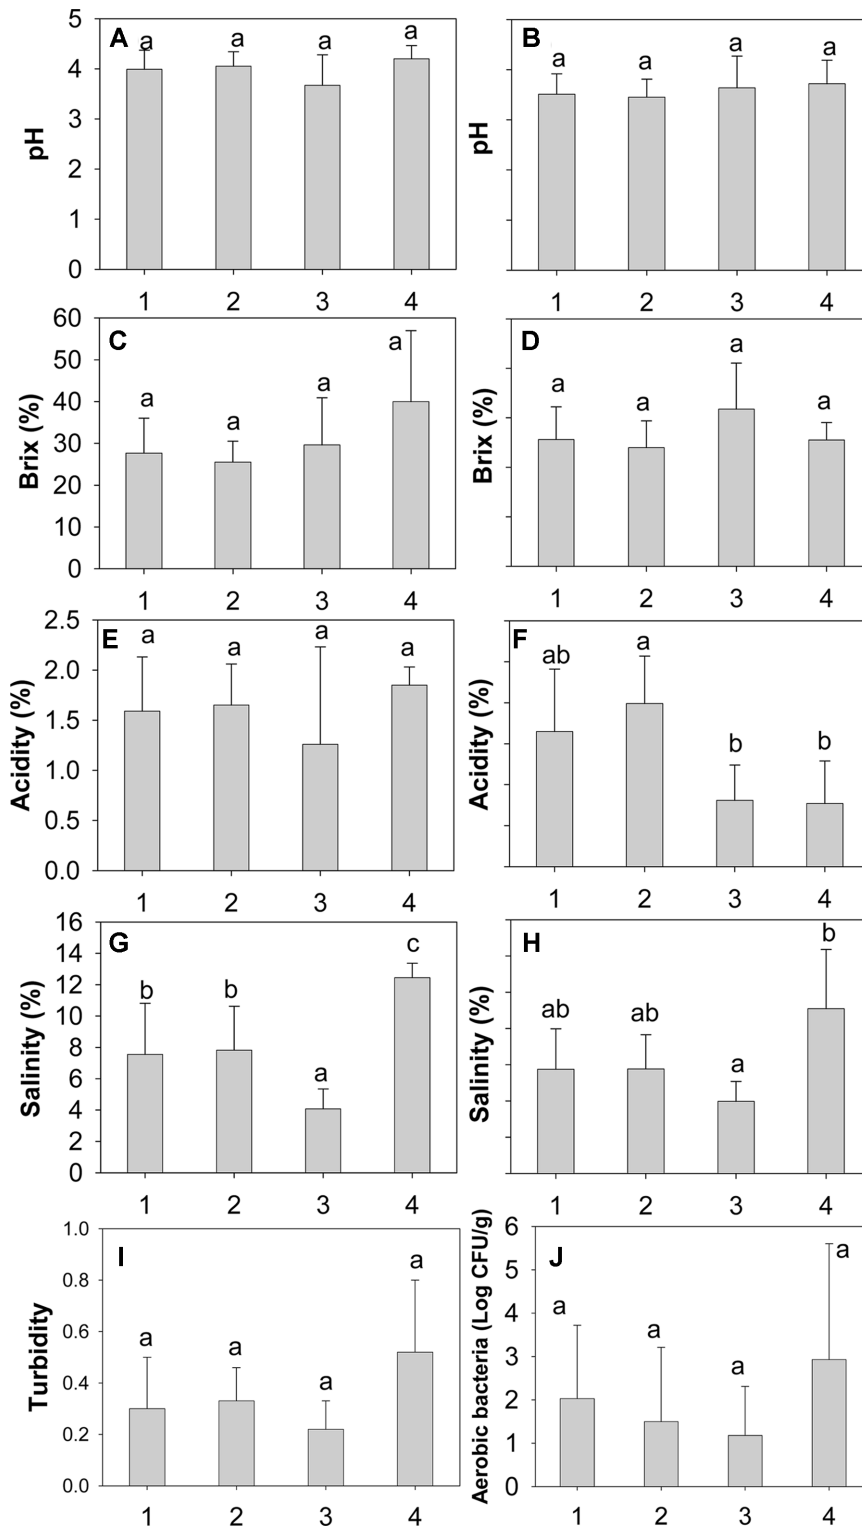 A
a
a
a
a
5
4
3
2
1
0
pH
1
2
3
4
B
a
a
a
a
pH
1
2
3
4
C
a
a
a
a
60
50
40
30
20
10
0
Brix (%)
1
2
3
4
D
a
a
a
a
Brix (%)
1
2
3
4
E
a
a
a
a
2.5
2.0
1.5
1.0
0.5
0.0
Acidity (%)
1
2
3
4
F
ab
a
b
b
Acidity (%)
1
2
3
4
G
b
b
a
c
16
14
12
10
8
6
4
2
0
Salinity (%)
1
2
3
4
H
ab
ab
a
b
Salinity (%)
1
2
3
4
I
a
a
a
a
1.0
0.8
0.6
0.4
0.2
0.0
Turbidity
1
2
3
4
J
a
a
a
a
6
5
4
3
2
1
0
Aerobic bacteria (Log CFU/g)
1
2
3
4